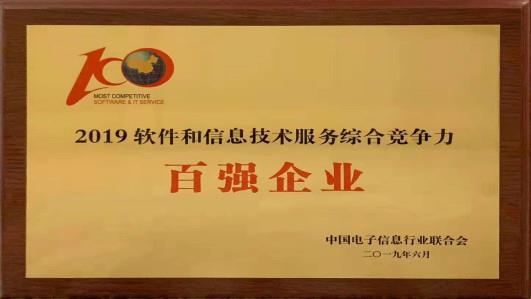 100
MOST COMPETITIVE
SOFTWARE & IT SERVICE
2019 软件和信息技术服务综合竞争力
百强企业
中国电子信息行业联合会
二〇一九年六月